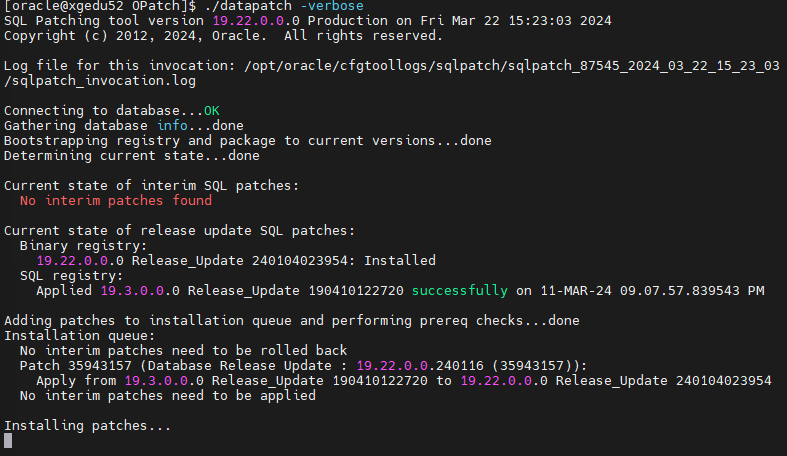 [oracle@xgedu52 OPatch]$ ./datapatch -verbose
SQL Patching tool version 19.22.0.0.0 Production on Fri Mar 22 15:23:03 2024
Copyright (c) 2012, 2024, Oracle.  All rights reserved.
Log file for this invocation: /opt/oracle/cfgtoollogs/sqlpatch/sqlpatch_87545_2024_03_22_15_23_03
/sqlpatch_invocation.log
Connecting to database...OK
Gathering database info...done
Bootstrapping registry and package to current versions...done
Determining current state...done
Current state of interim SQL patches:
  No interim patches found
Current state of release update SQL patches:
  Binary registry:
    19.22.0.0.0 Release_Update 240104023954: Installed
  SQL registry:
    Applied 19.3.0.0.0 Release_Update 190410122720 successfully on 11-MAR-24 09.07.57.839543 PM
Adding patches to installation queue and performing prereq checks...done
Installation queue:
  No interim patches need to be rolled back
  Patch 35943157 (Database Release Update : 19.22.0.0.240116 (35943157)):
    Apply from 19.3.0.0.0 Release_Update 190410122720 to 19.22.0.0.0 Release_Update 240104023954
  No interim patches need to be applied
Installing patches...